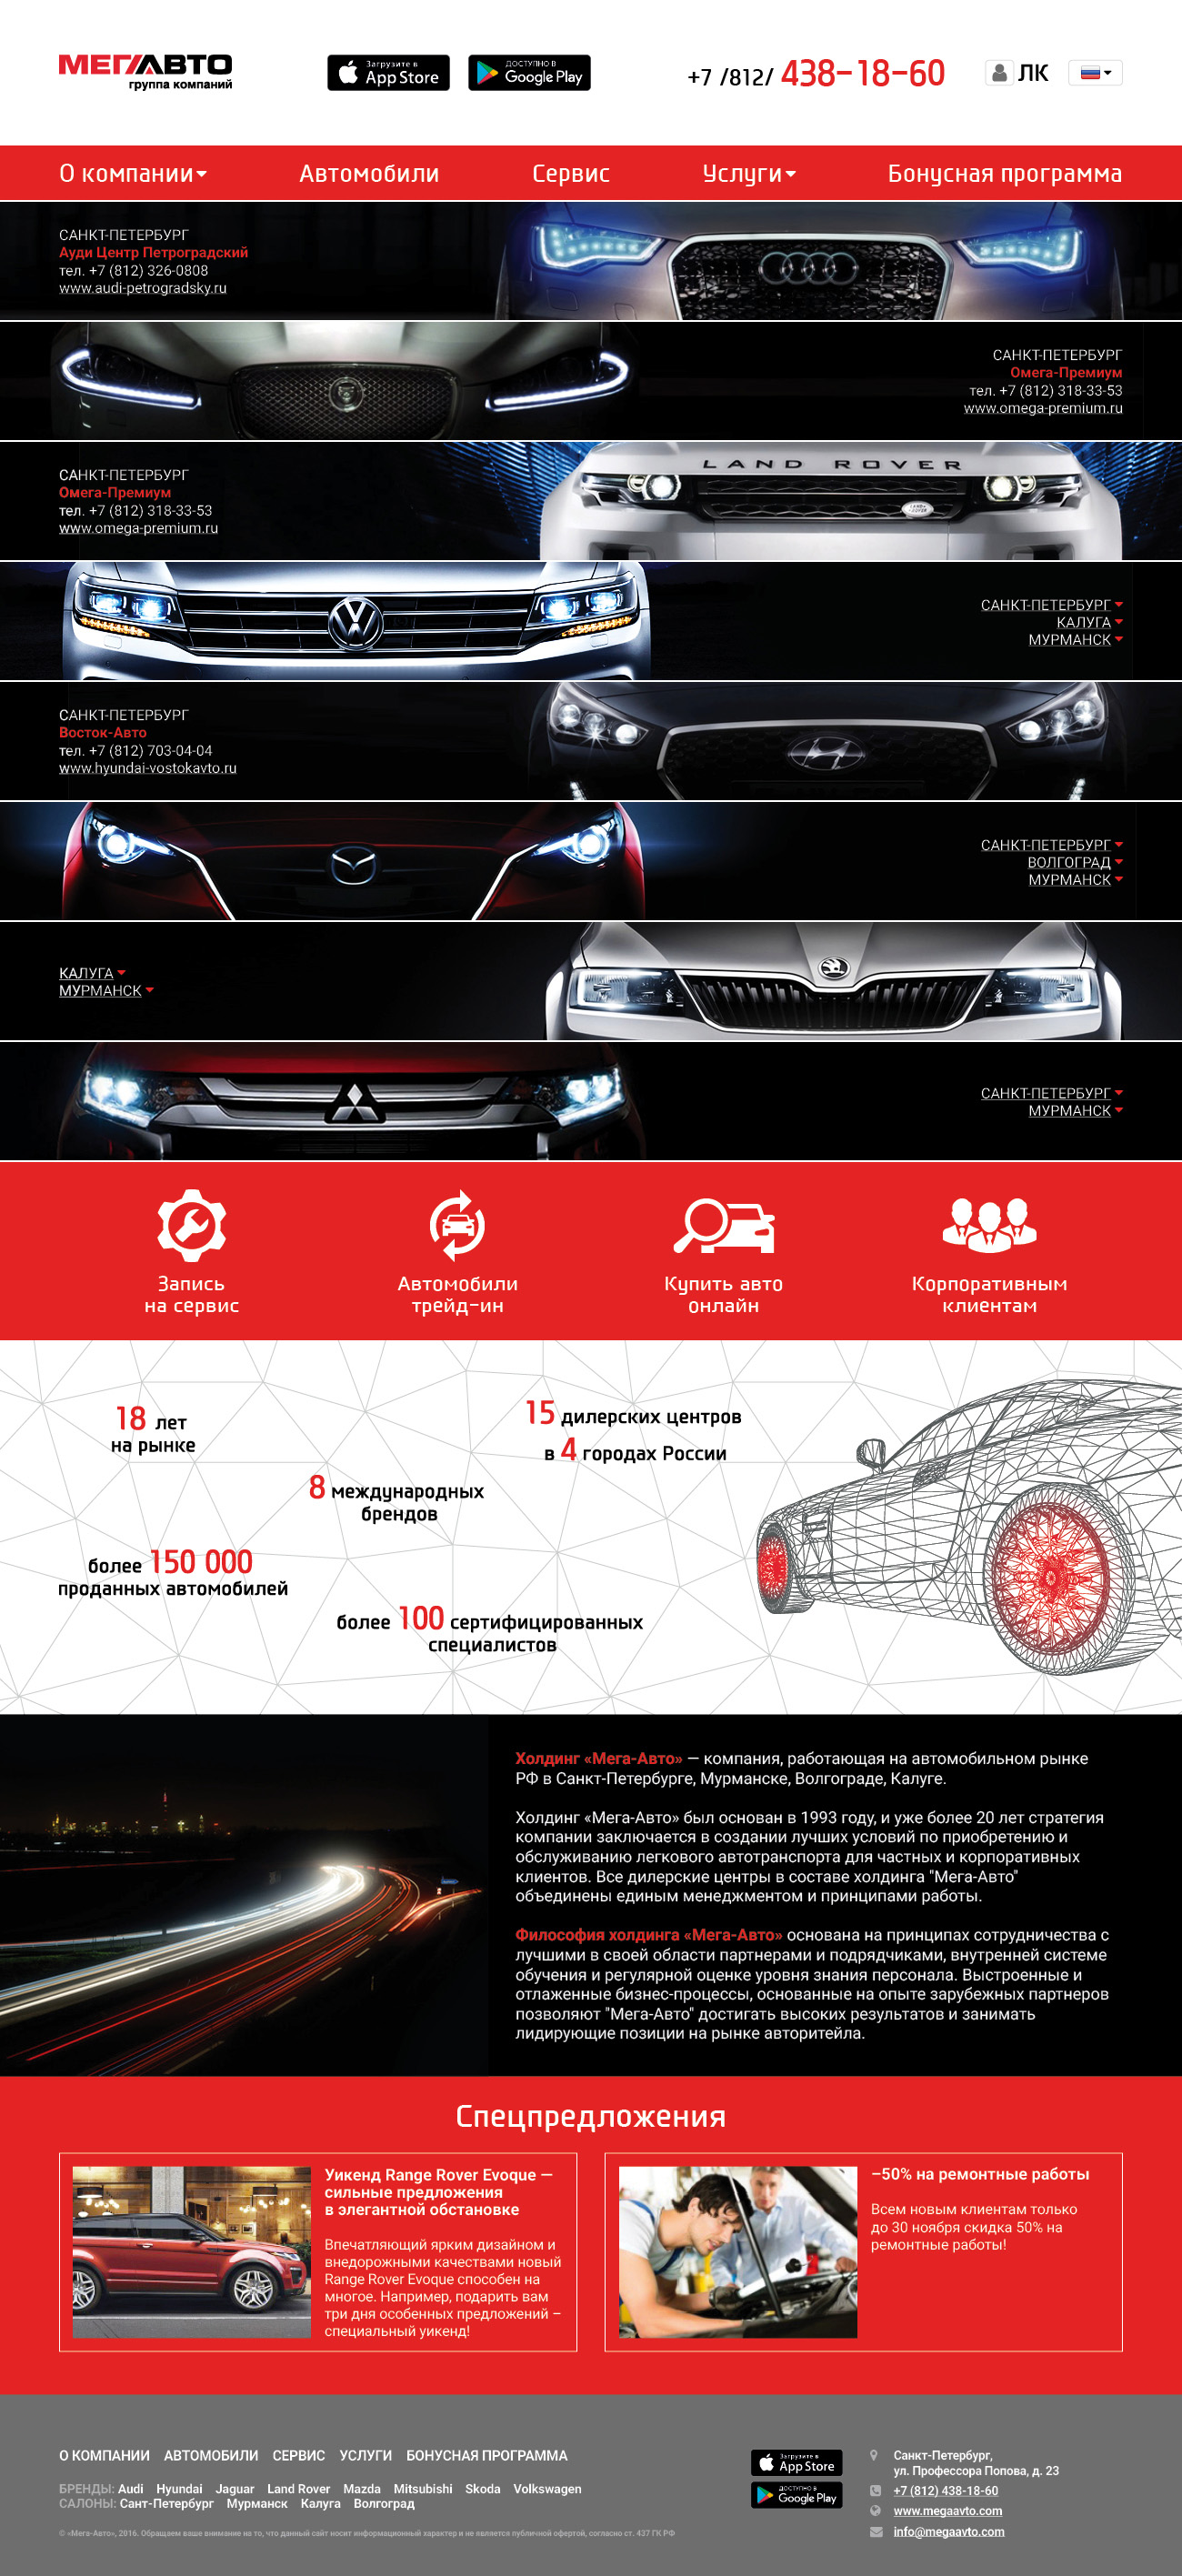 МЕГААВТО
группа компаний
Загрузите в
App Store
ДОСТУПНО В
Google Play
+7 /812/ 438-18-60
ЛК
О компании
Автомобили
Сервис
Услуги
Бонусная программа
САНКТ-ПЕТЕРБУРГ
Ауди Центр Петроградский
тел. +7 (812) 326-0808
www.audi-petrogradsky.ru
САНКТ-ПЕТЕРБУРГ
Омега-Премиум
тел. +7 (812) 318-33-53
www.omega-premium.ru
САНКТ-ПЕТЕРБУРГ
Омега-Премиум
тел. +7 (812) 318-33-53
www.omega-premium.ru
LAND ROVER
САНКТ-ПЕТЕРБУРГ
КАЛУГА
МУРМАНСК
САНКТ-ПЕТЕРБУРГ
Восток-Авто
тел. +7 (812) 703-04-04
www.hyundai-vostokavto.ru
САНКТ-ПЕТЕРБУРГ
ВОЛГОГРАД
МУРМАНСК
КАЛУГА
МУРМАНСК
САНКТ-ПЕТЕРБУРГ
МУРМАНСК
Запись
на сервис
Автомобили
трейд-ин
Купить авто
онлайн
Корпоративным
клиентам
18 лет
на рынке
15 дилерских центров
в 4 городах России
8 международных
брендов
более 150 000
проданных автомобилей
более 100 сертифицированных
специалистов
Холдинг «Мега-Авто» — компания, работающая на автомобильном рынке
РФ в Санкт-Петербурге, Мурманске, Волгограде, Калуге.
Холдинг «Мега-Авто» был основан в 1993 году, и уже более 20 лет стратегия
компании заключается в создании лучших условий по приобретению и
обслуживанию легкового автотранспорта для частных и корпоративных
клиентов. Все дилерские центры в составе холдинга "Мега-Авто"
объединены единым менеджментом и принципами работы.
Философия холдинга «Мега-Авто» основана на принципах сотрудничества с
лучшими в своей области партнерами и подрядчиками, внутренней системе
обучения и регулярной оценке уровня знания персонала. Выстроенные и
отлаженные бизнес-процессы, основанные на опыте зарубежных партнеров
позволяют "Мега-Авто" достигать высоких результатов и занимать
лидирующие позиции на рынке авторитейла.
Спецпредложения
Уикенд Range Rover Evoque —
сильные предложения
в элегантной обстановке
Впечатляющий ярким дизайном и
внедорожными качествами новый
Range Rover Evoque способен на
многое. Например, подарить вам
три дня особенных предложений –
специальный уикенд!
–50% на ремонтные работы
Всем новым клиентам только
до 30 ноября скидка 50% на
ремонтные работы!
О КОМПАНИИ АВТОМОБИЛИ СЕРВИС УСЛУГИ БОНУСНАЯ ПРОГРАММА
БРЕНДЫ: Audi Hyundai Jaguar Land Rover Mazda Mitsubishi Skoda Volkswagen
САЛОНЫ: Сант-Петербург Мурманск Калуга Волгоград
© «Мега-Авто», 2016. Обращаем ваше внимание на то, что данный сайт носит информационный характер и не является публичной офертой, согласно ст. 437 ГК РФ
Загрузите в
App Store
ДОСТУПНО В
Google Play
Санкт-Петербург,
ул. Профессора Попова, д. 23
+7 (812) 438-18-60
www.megaavto.com
info@megaavto.com